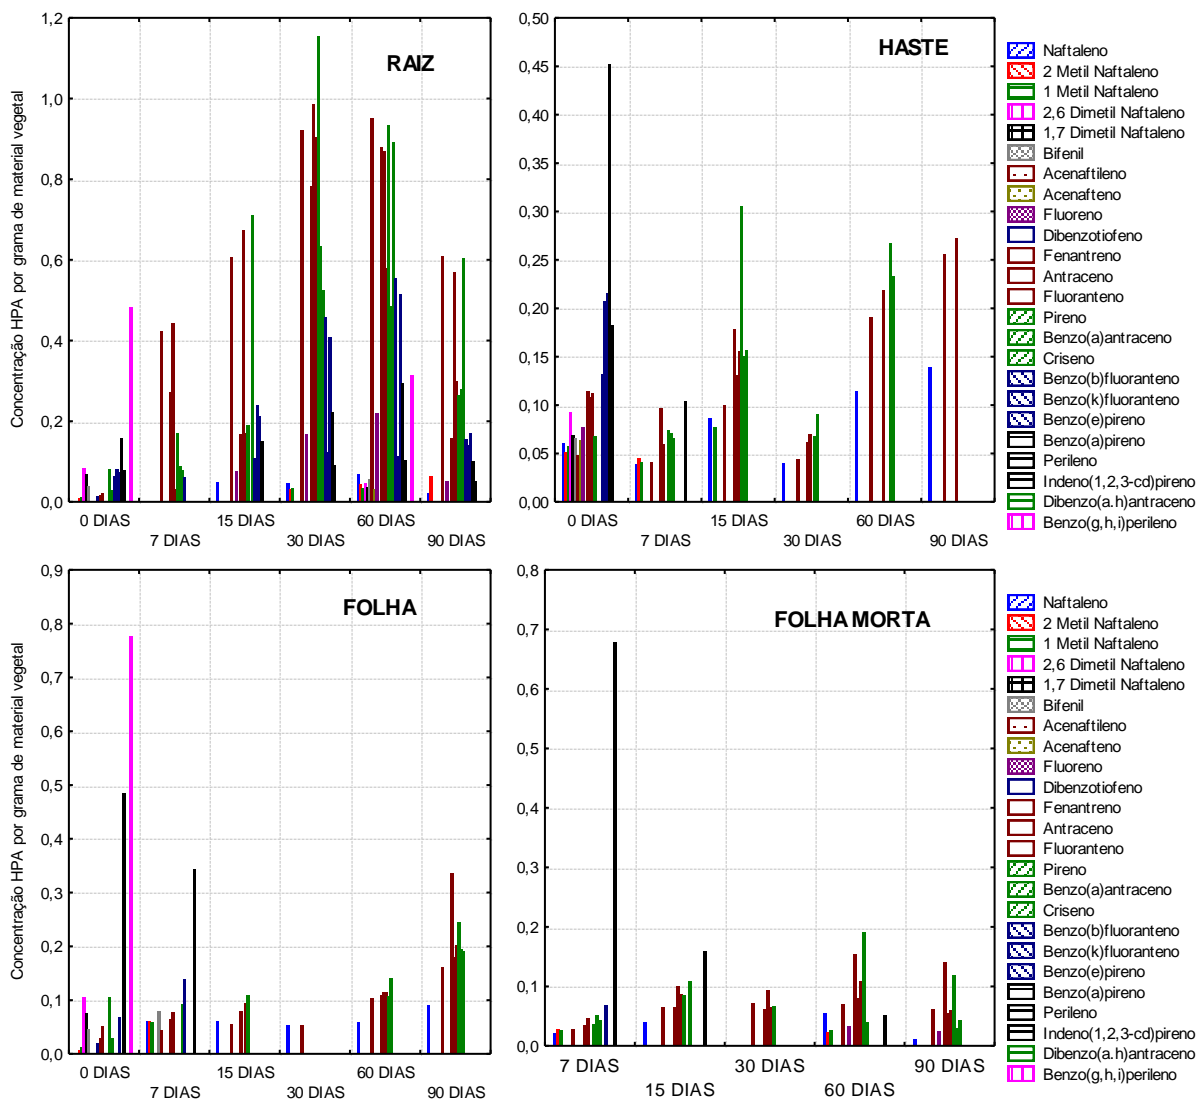 RAIZ
Concentração HPA por grama de material vegetal
1,2
1,0
0,8
0,6
0,4
0,2
0,0
0 DIAS
15 DIAS
60 DIAS
7 DIAS
30 DIAS
90 DIAS
HASTE
0,50
0,45
0,40
0,35
0,30
0,25
0,20
0,15
0,10
0,05
0,00
0 DIAS
15 DIAS
60 DIAS
7 DIAS
30 DIAS
90 DIAS
Naftaleno
2 Metil Naftaleno
1 Metil Naftaleno
2,6 Dimetil Naftaleno
1,7 Dimetil Naftaleno
Bifenil
Acenaftileno
Acenafteno
Fluoreno
Dibenzotiofeno
Fenantreno
Antraceno
Fluoranteno
Pireno
Benzo(a)antraceno
Criseno
Benzo(b)fluoranteno
Benzo(k)fluoranteno
Benzo(e)pireno
Benzo(a)pireno
Perileno
Indeno(1,2,3-cd)pireno
Dibenzo(a.h)antraceno
Benzo(g,h,i)perileno
FOLHA
Concentração HPA por grama de material vegetal
0,9
0,8
0,7
0,6
0,5
0,4
0,3
0,2
0,1
0,0
0 DIAS
15 DIAS
60 DIAS
7 DIAS
30 DIAS
90 DIAS
FOLHA MORTA
0,8
0,7
0,6
0,5
0,4
0,3
0,2
0,1
0,0
7 DIAS
30 DIAS
90 DIAS
15 DIAS
60 DIAS
Naftaleno
2 Metil Naftaleno
1 Metil Naftaleno
2,6 Dimetil Naftaleno
1,7 Dimetil Naftaleno
Bifenil
Acenaftileno
Acenafteno
Fluoreno
Dibenzotiofeno
Fenantreno
Antraceno
Fluoranteno
Pireno
Benzo(a)antraceno
Criseno
Benzo(b)fluoranteno
Benzo(k)fluoranteno
Benzo(e)pireno
Benzo(a)pireno
Perileno
Indeno(1,2,3-cd)pireno
Dibenzo(a.h)antraceno
Benzo(g,h,i)perileno